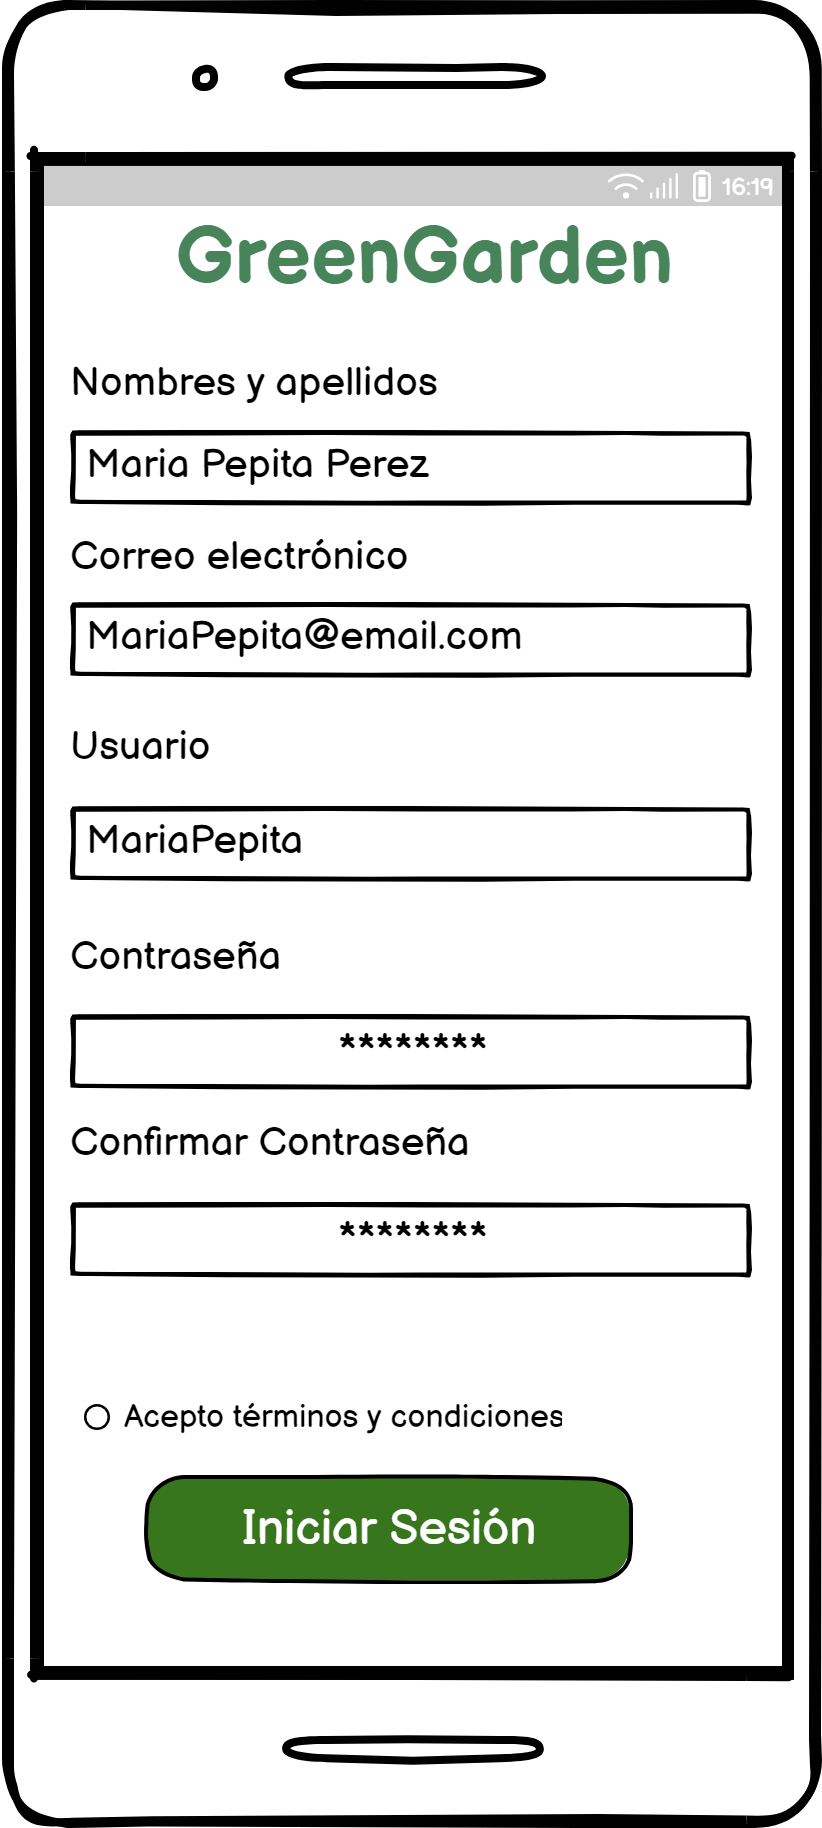 16:19
GreenGarden
Nombres y apellidos
Maria Pepita Perez
Correo electrónico
MariaPepita@email.com
Usuario
MariaPepita
Contraseña
********
Confirmar Contraseña
********
Acepto términos y condiciones
Iniciar Sesión